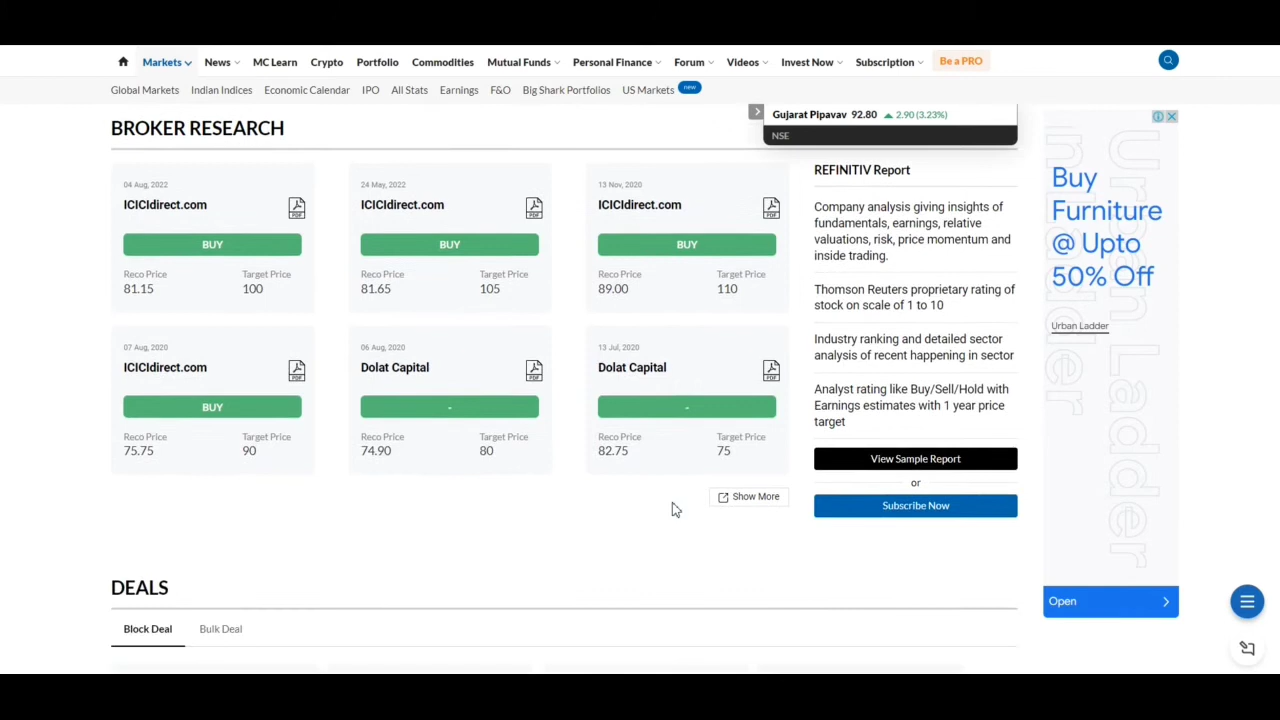 Markets
News
MC Learn
Crypto
Portfolio
Commodities
Mutual Funds
Personal Finance
Forum
Videos
Invest Now
Subscription
Be a PRO
Global Markets
Indian Indices
Economic Calendar
IPO
All Stats
Earnings
F&O
Big Shark Portfolios
US Markets
new
Gujarat Pipavav 92.80 2.90 (3.23%)
NSE
BROKER RESEARCH
04 Aug, 2022
ICICIdirect.com
PDF
BUY
Reco Price
Target Price
81.15
100
24 May, 2022
ICICIdirect.com
PDF
BUY
Reco Price
Target Price
81.65
105
13 Nov, 2020
ICICIdirect.com
PDF
BUY
Reco Price
Target Price
89.00
110
07 Aug, 2020
ICICIdirect.com
PDF
BUY
Reco Price
Target Price
75.75
90
06 Aug, 2020
Dolat Capital
PDF
-
Reco Price
Target Price
74.90
80
13 Jul, 2020
Dolat Capital
PDF
-
Reco Price
Target Price
82.75
75
Show More
REFINITIV Report
Company analysis giving insights of
fundamentals, earnings, relative
valuations, risk, price momentum and
inside trading.
Thomson Reuters proprietary rating of
stock on scale of 1 to 10
Industry ranking and detailed sector
analysis of recent happening in sector
Analyst rating like Buy/Sell/Hold with
Earnings estimates with 1 year price
target
View Sample Report
or
Subscribe Now
Buy
Furniture
@ Upto
50% Off
Urban Ladder
Urban Ladder
Open
DEALS
Block Deal
Bulk Deal